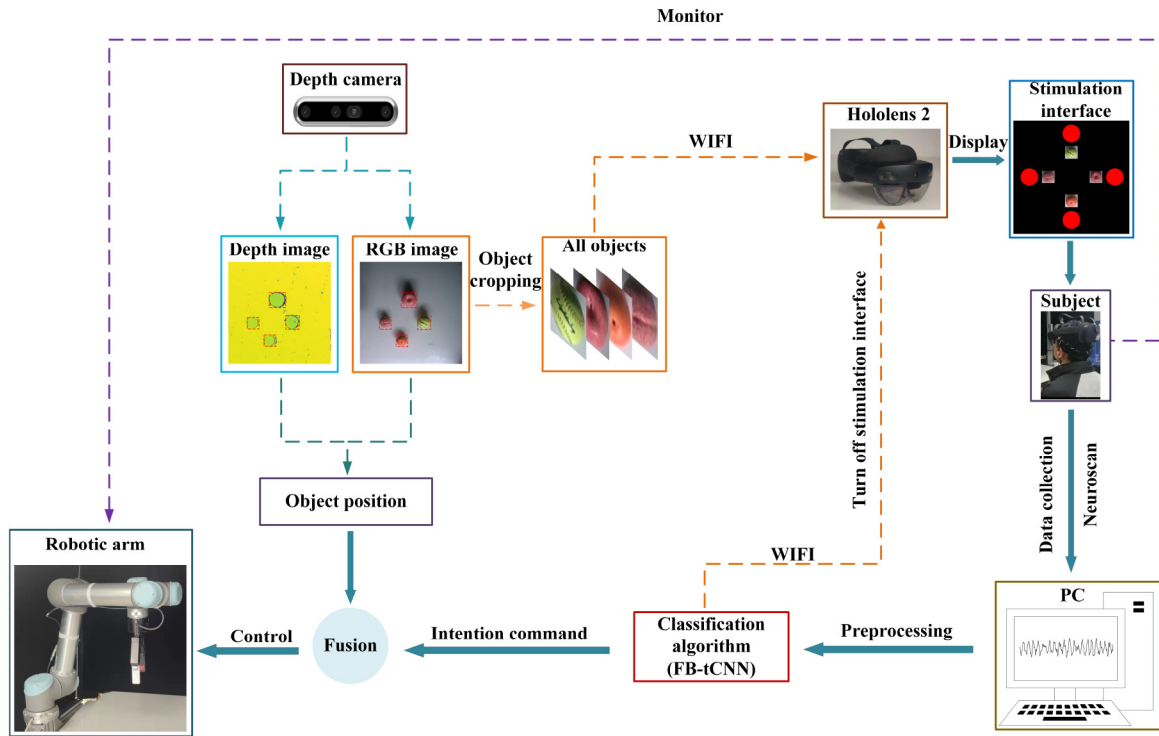 Monitor
Depth camera
Stimulation
interface
Hololens 2
WIFI
Display
Depth image
RGB image
Object
cropping
All objects
Turn off stimulation interface
Subject
Data collection
Neuroscan
Object position
Robotic arm
WIFI
PC
Control
Fusion
Intention command
Classification
algorithm
(FB-tCNN)
Preprocessing